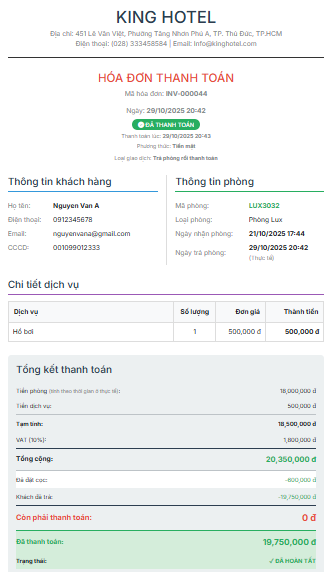 KING HOTEL
Địa chỉ: 451 Lê Văn Việt, Phường Tăng Nhơn Phú A, TP. Thủ Đức, TP.HCM
Điện thoại: (028) 333458584 | Email: info@kinghotel.com
HÓA ĐƠN THANH TOÁN
Mã hóa đơn: INV-000044
Ngày: 29/10/2025 20:42
ĐÃ THANH TOÁN
Thanh toán lúc: 29/10/2025 20:43
Phương thức: Tiền mặt
Loại giao dịch: Trả phòng rồi thanh toán
Thông tin khách hàng
Họ tên: Nguyen Van A
Điện thoại: 0912345678
Email: nguyenvana@gmail.com
CCCD: 001099012333
Thông tin phòng
Mã phòng: LUX3032
Loại phòng: Phòng Lux
Ngày nhận phòng: 21/10/2025 17:44
Ngày trả phòng: 29/10/2025 20:42
(Thực tế)
Chi tiết dịch vụ
Dịch vụ Số lượng Đơn giá Thành tiền
Hồ bơi 1 500,000 đ 500,000 đ
Tổng kết thanh toán
Tiền phòng (tính theo thời gian ở thực tế): 18,000,000 đ
Tiền dịch vụ: 500,000 đ
Tạm tính: 18,500,000 đ
VAT (10%): 1,800,000 đ
Tổng cộng: 20,350,000 đ
Đã đặt cọc: -600,000 đ
Khách đã trả: -19,750,000 đ
Còn phải thanh toán: 0 đ
Đã thanh toán: 19,750,000 đ
Trạng thái: ✓ ĐÃ HOÀN TẤT